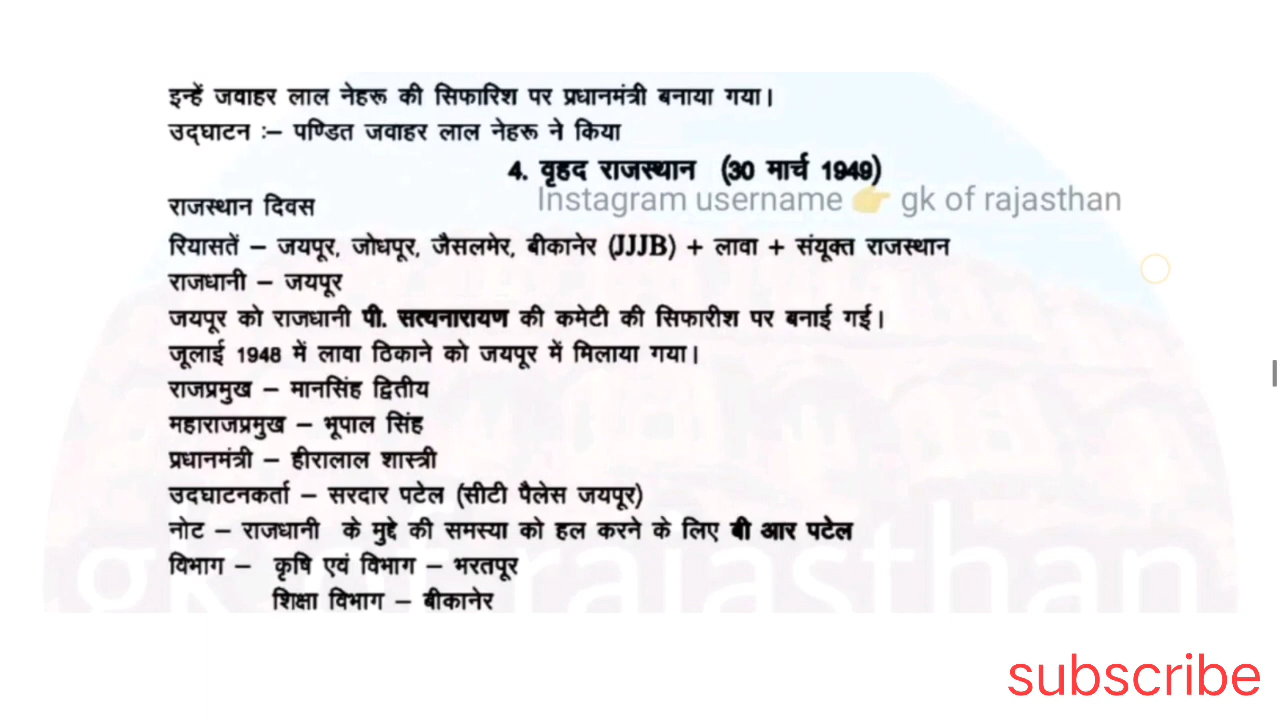 इन्हें जवाहर लाल नेहरू की सिफारिश पर प्रधानमंत्री बनाया गया।
उद्घाटन :– पण्डित जवाहर लाल नेहरू ने किया
4. वृहद राजस्थान (30 मार्च 1949)
Instagram username 👉 gk of rajasthan
राजस्थान दिवस
रियासतें – जयपूर, जोधपूर, जैसलमेर, बीकानेर (JJJB) + लावा + संयूक्त राजस्थान
राजधानी – जयपूर
जयपूर को राजधानी पी. सत्यनारायण की कमेटी की सिफारीश पर बनाई गई।
जूलाई 1948 में लावा ठिकाने को जयपूर में मिलाया गया।
राजप्रमुख – मानसिंह द्वितीय
महाराजप्रमुख – भूपाल सिंह
प्रधानमंत्री – हीरालाल शास्त्री
उदघाटनकर्ता – सरदार पटेल (सीटी पैलेस जयपूर)
नोट – राजधानी के मुद्दे की समस्या को हल करने के लिए बी आर पटेल
विभाग – कृषि एवं विभाग – भरतपूर
शिक्षा विभाग – बीकानेर
gk of rajasthan
subscribe